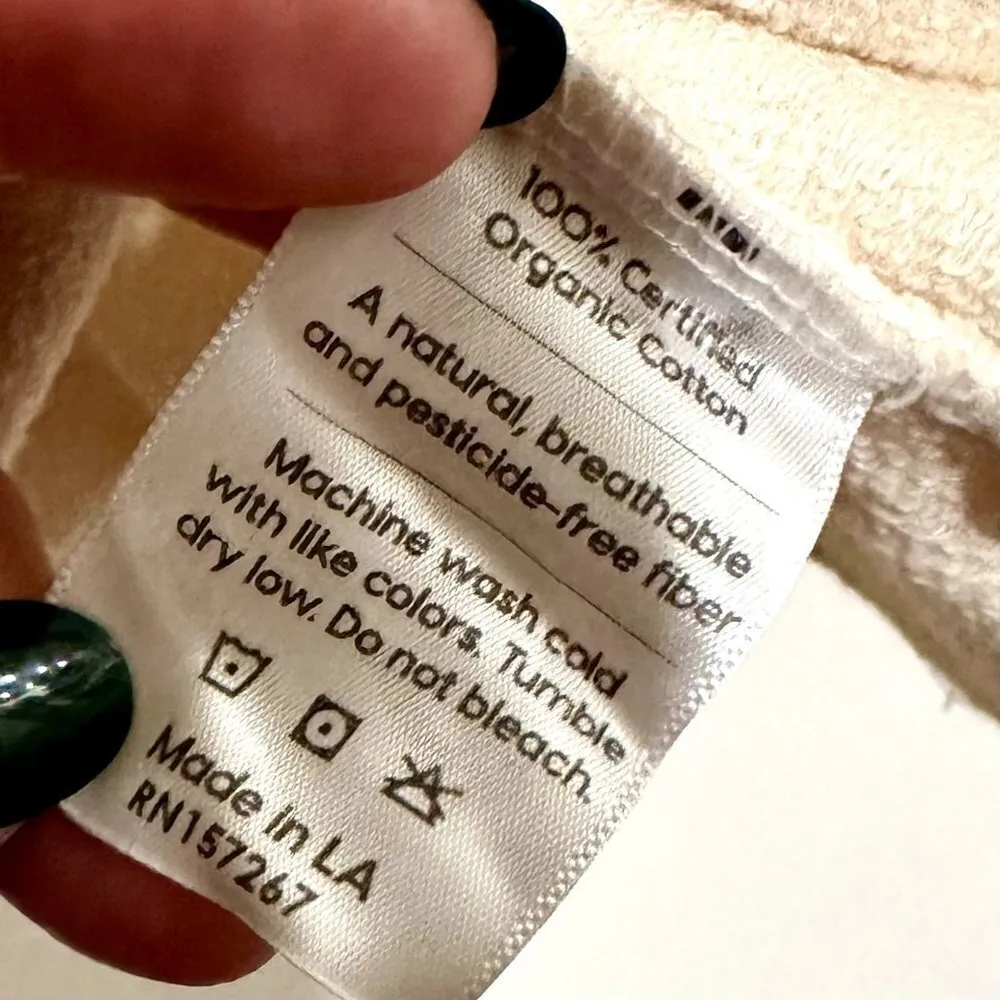 100% Certified
Organic Cotton
A natural, breathable
and pesticide-free fiber
Machine wash cold
with like colors. Tumble
dry low. Do not bleach.
Made in LA
RN157267